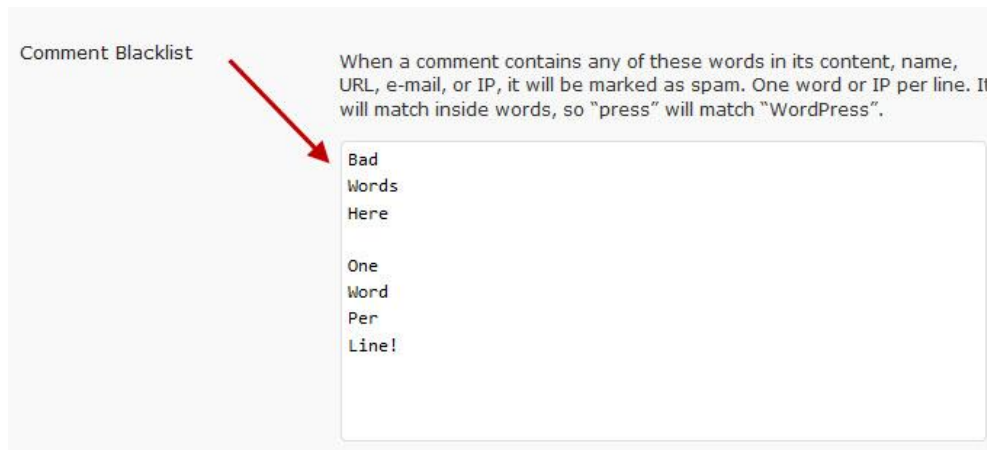 Comment Blacklist
When a comment contains any of these words in its content, name,
URL, e-mail, or IP, it will be marked as spam. One word or IP per line. It
will match inside words, so “press” will match “WordPress”.
Bad
Words
Here
One
Word
Per
Line!